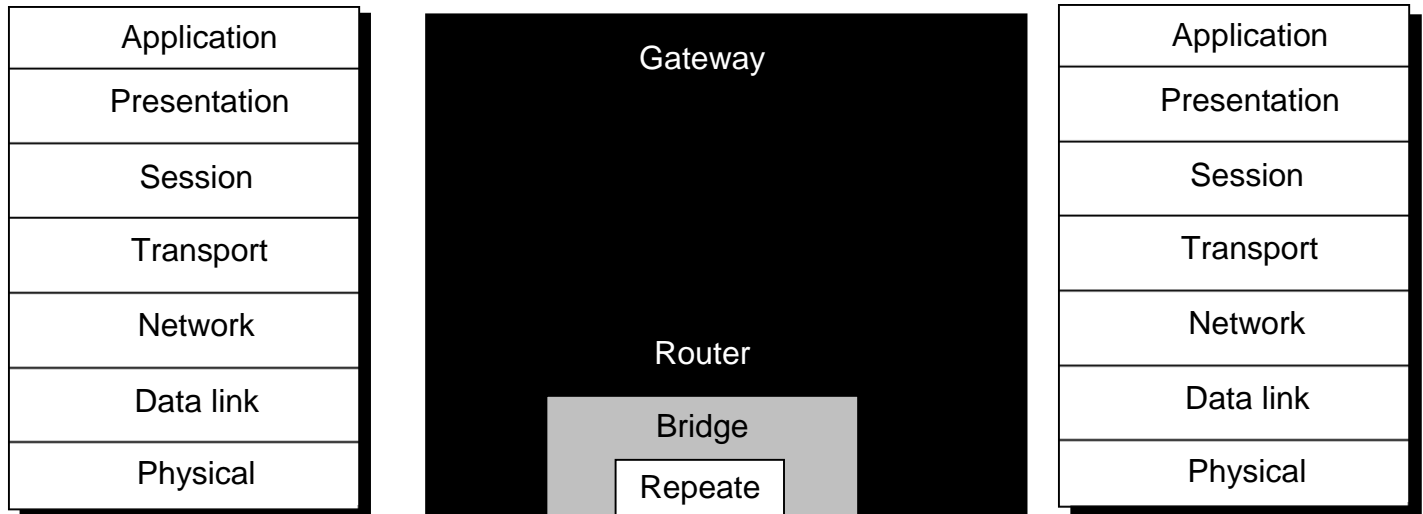 Application
Presentation
Session
Transport
Network
Data link
Physical
Gateway
Router
Bridge
Repeate
Application
Presentation
Session
Transport
Network
Data link
Physical